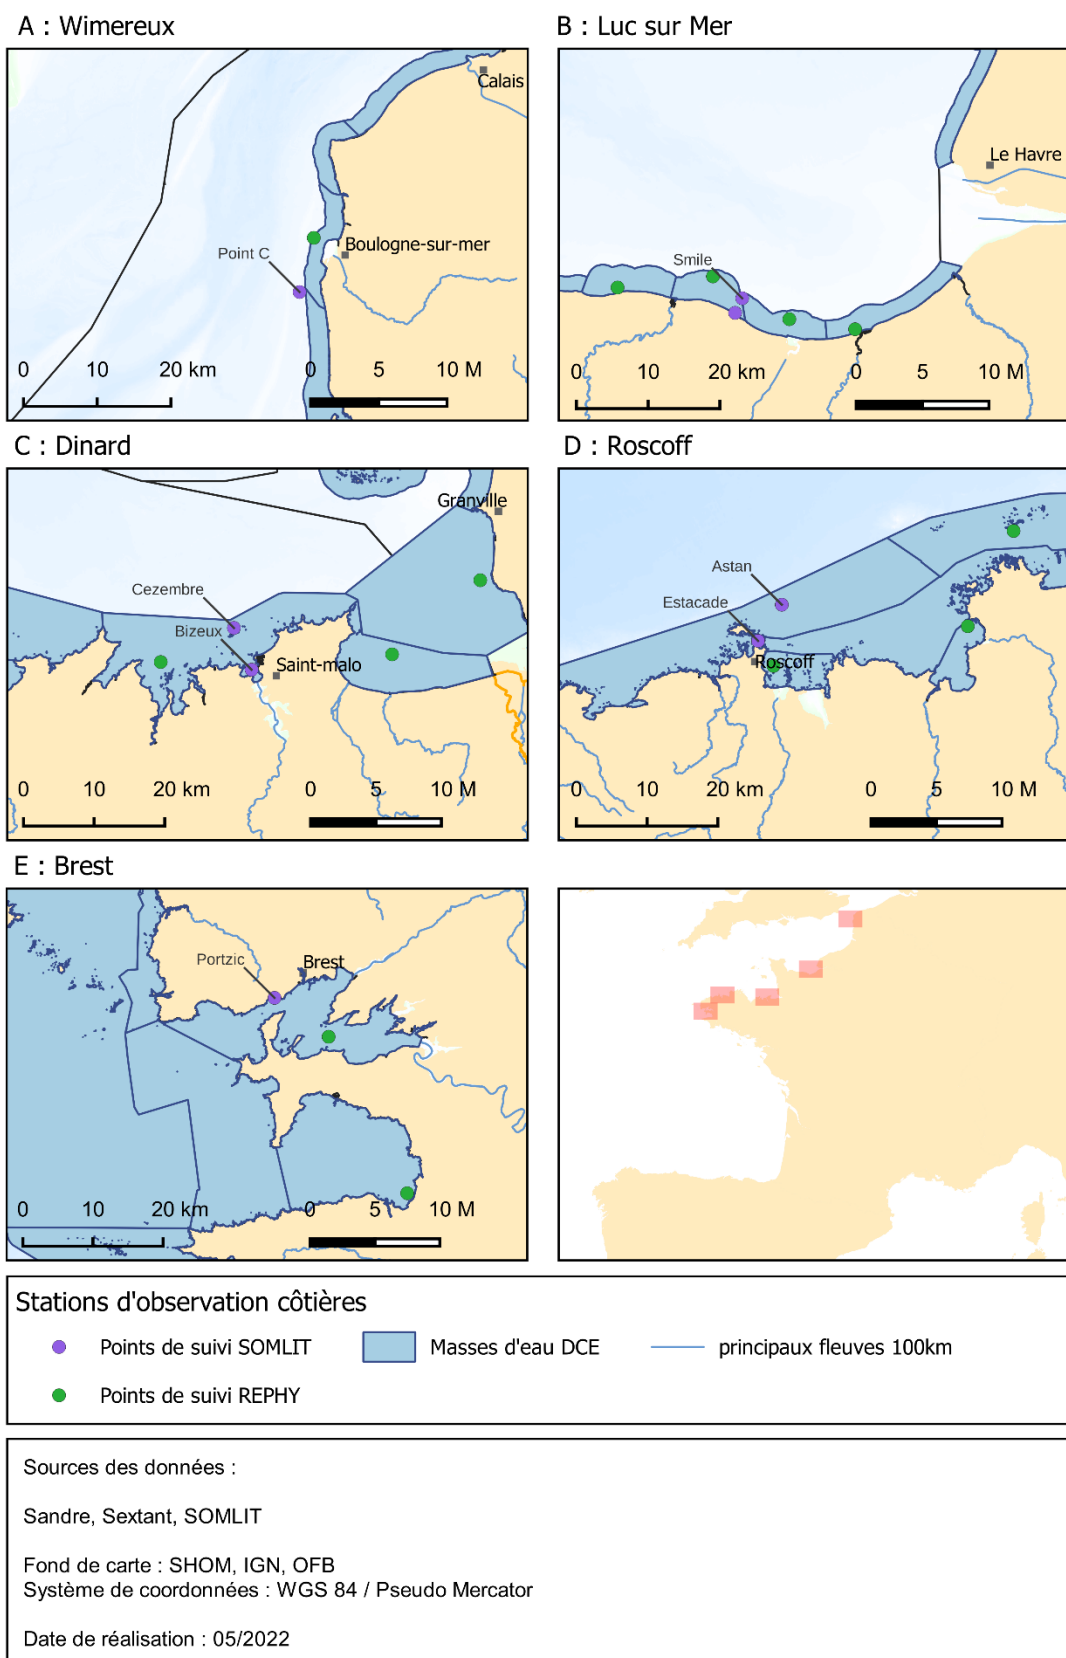 A : Wimereux
Calais
Boulogne-sur-mer
Point C
0 10 20 km
0 5 10 M
B : Luc sur Mer
Le Havre
Smile
0 10 20 km
0 5 10 M
C : Dinard
Granville
Cezembre
Bizeux
Saint-malo
0 10 20 km
0 5 10 M
D : Roscoff
Astan
Estacade
Roscoff
0 10 20 km
0 5 10 M
E : Brest
Portzic
Brest
0 10 20 km
0 5 10 M
Stations d'observation côtières
Points de suivi SOMLIT
Masses d'eau DCE
principaux fleuves 100km
Points de suivi REPHY
Sources des données :
Sandre, Sextant, SOMLIT
Fond de carte : SHOM, IGN, OFB
Système de coordonnées : WGS 84 / Pseudo Mercator
Date de réalisation : 05/2022